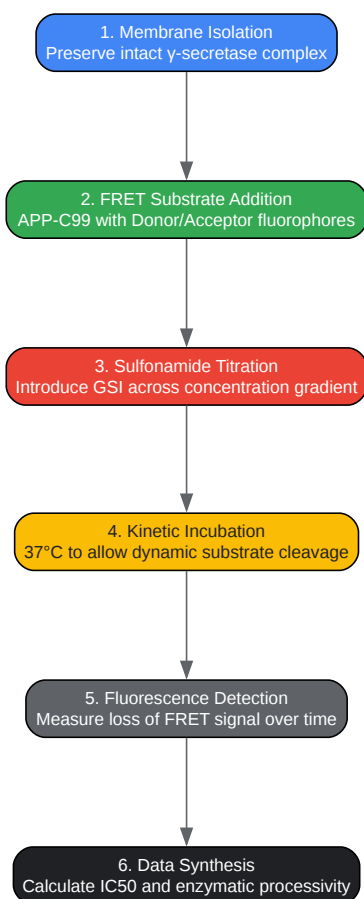 1. Membrane Isolation
Preserve intact γ-secretase complex
2. FRET Substrate Addition
APP-C99 with Donor/Acceptor fluorophores
3. Sulfonamide Titration
Introduce GSI across concentration gradient
4. Kinetic Incubation
37°C to allow dynamic substrate cleavage
5. Fluorescence Detection
Measure loss of FRET signal over time
6. Data Synthesis
Calculate IC50 and enzymatic processivity